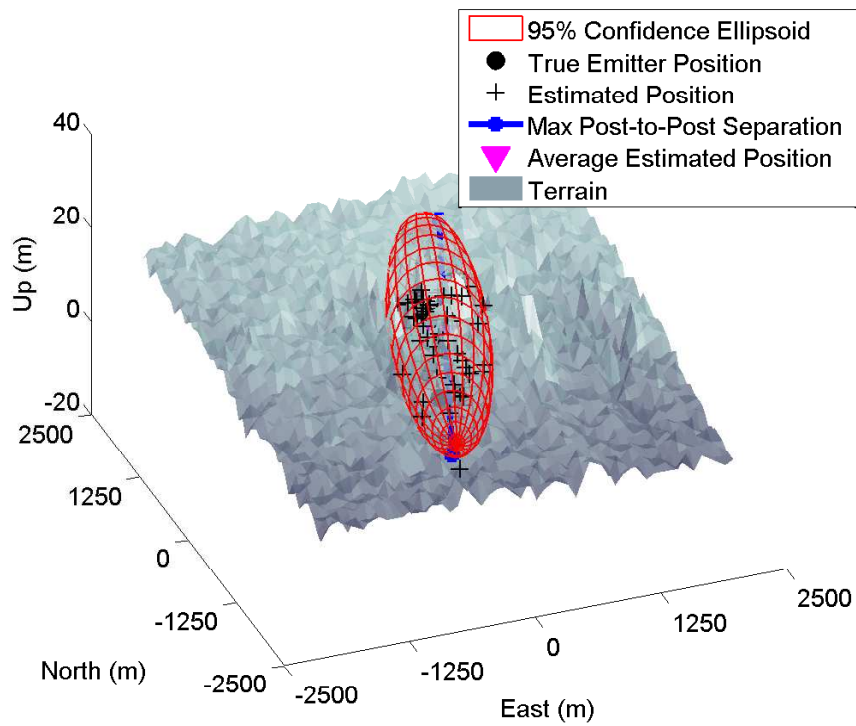 95% Confidence Ellipsoid
True Emitter Position
Estimated Position
Max Post-to-Post Separation
Average Estimated Position
Terrain
40
20
0
-20
Up (m)
2500
1250
0
-1250
-2500
North (m)
-2500
-1250
0
1250
2500
East (m)